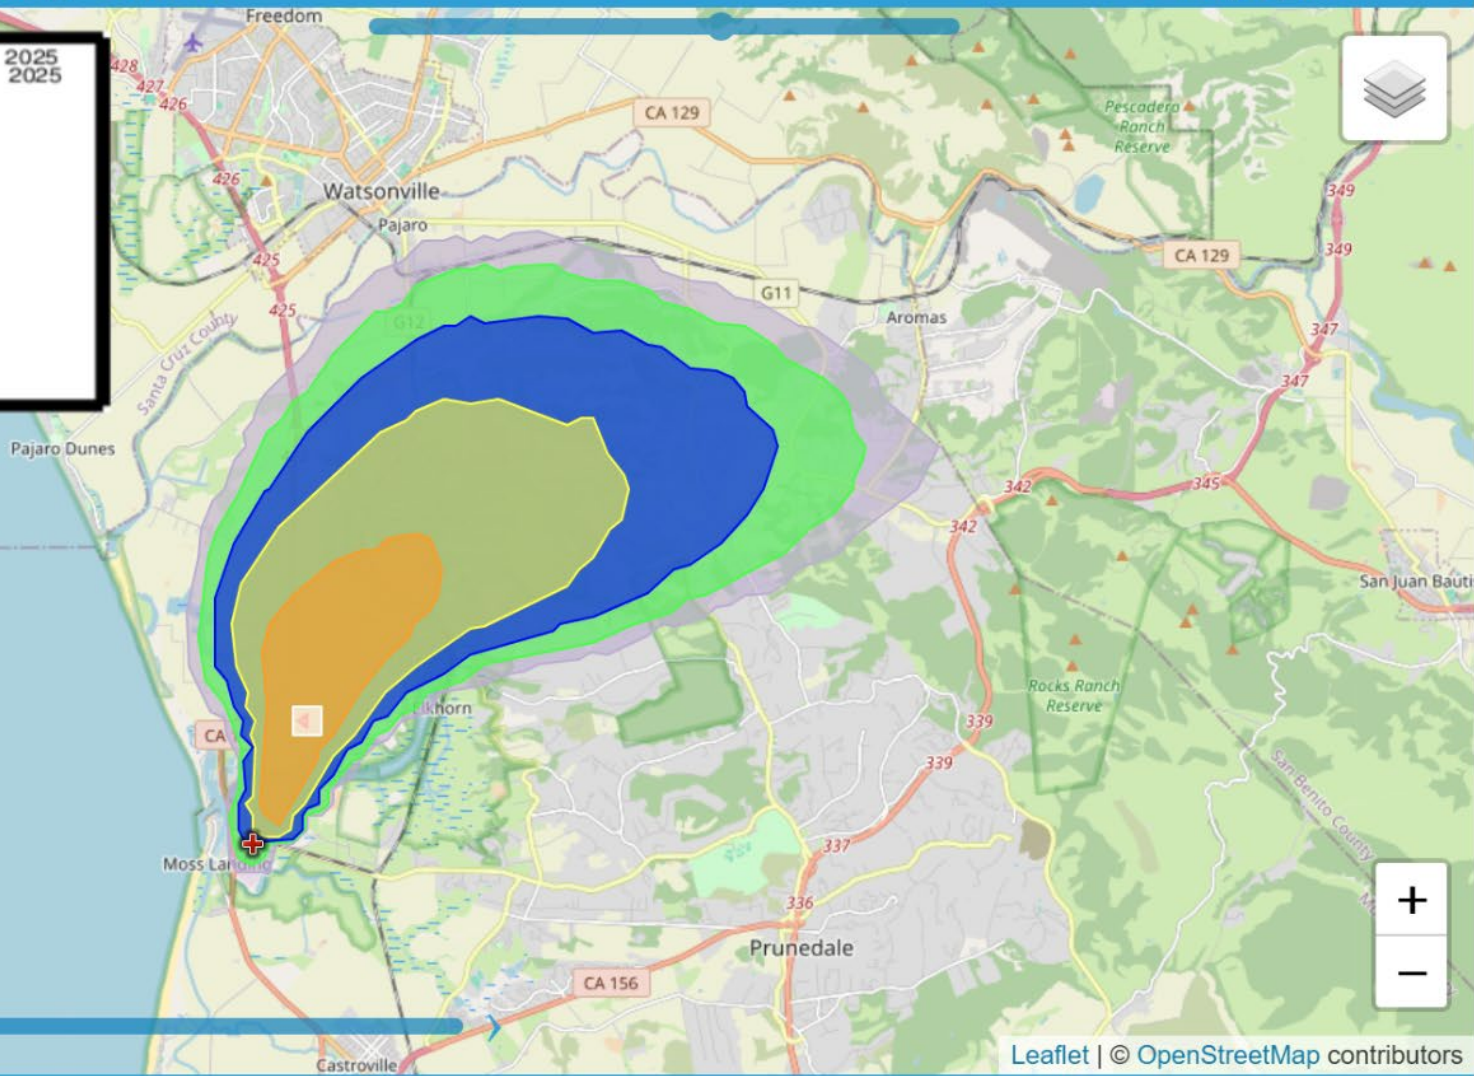 Freedom
2025
2025
428
427
426
CA 129
Pescadero
Ranch
Reserve
426
Watsonville
349
Pajaro
425
CA 129
349
G11
425
G12
Aromas
347
Santa Cruz County
347
Pajaro Dunes
342
345
342
San Juan Bauti
Rocks Ranch
Reserve
Elkhorn
339
CA
339
San Benito County
337
Moss Landing
336
+
Prunedale
CA 156
−
Castroville
Leaflet | © OpenStreetMap contributors